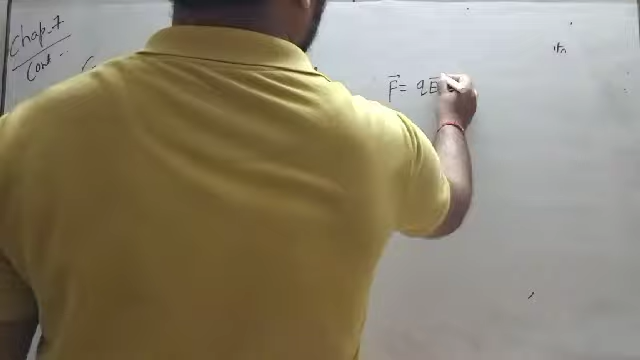 Chap.7
Cont...
F⃗ = qE⃗